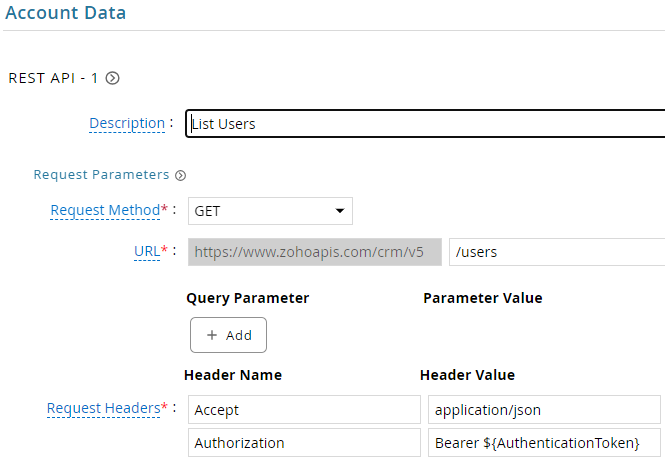 Account Data
REST API - 1
Description :
List Users
Request Parameters
Request Method* :
GET
URL* :
https://www.zohoapis.com/crm/v5
/users
Query Parameter
Parameter Value
+ Add
Header Name
Header Value
Request Headers* :
Accept
application/json
Authorization
Bearer ${AuthenticationToken}